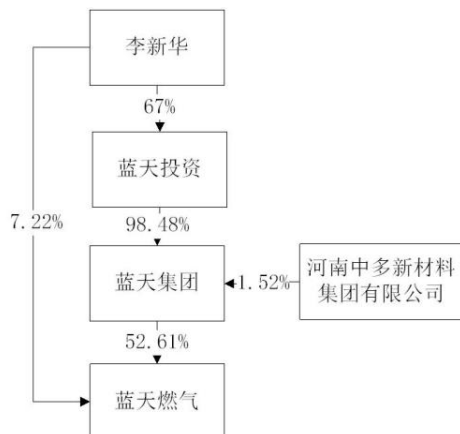 李新华
67%
蓝天投资
7.22%
98.48%
蓝天集团
1.52%
河南中多新材料
集团有限公司
52.61%
蓝天燃气